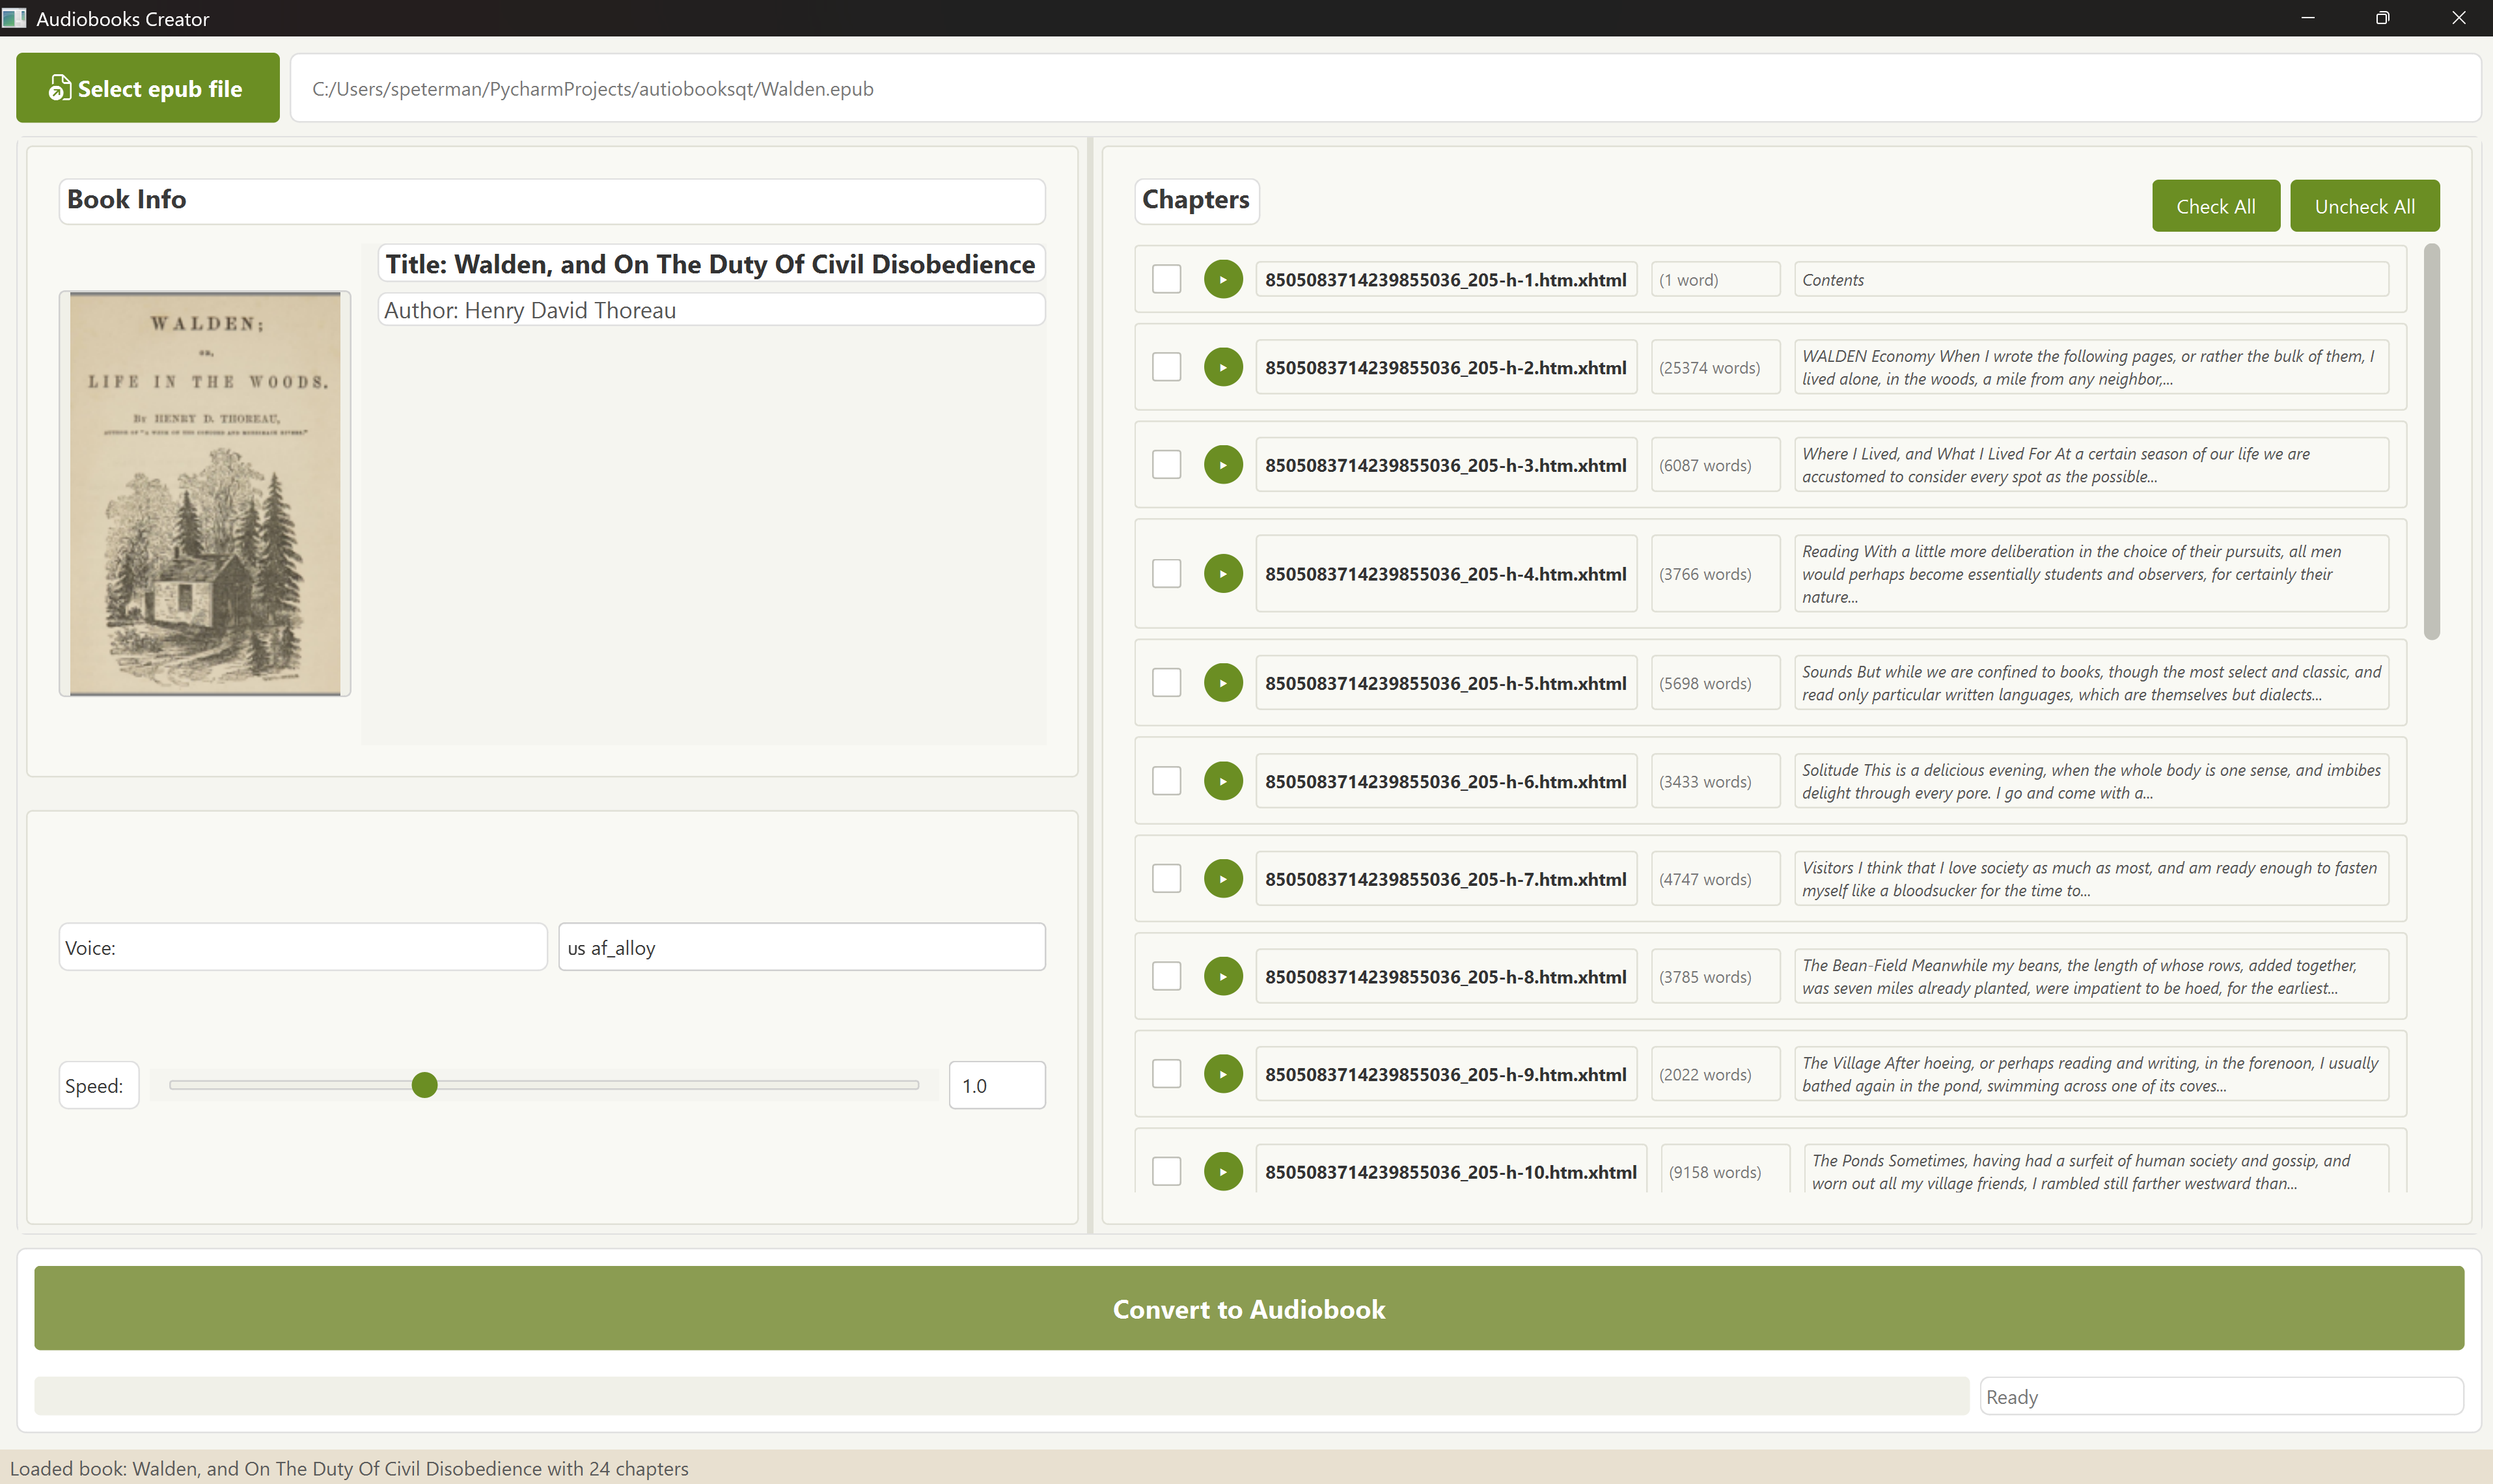 Audiobooks Creator
Select epub file
C:/Users/speterman/PycharmProjects/autiobooksqt/Walden.epub
Book Info
Title: Walden, and On The Duty Of Civil Disobedience
Author: Henry David Thoreau
WALDEN;
OR,
LIFE IN THE WOODS.
By HENRY D. THOREAU,
AUTHOR OF "A WEEK ON THE CONCORD AND MERRIMACK RIVERS."
Voice:
us af_alloy
Speed:
1.0
Chapters
Check All
Uncheck All
8505083714239855036_205-h-1.htm.xhtml
(1 word)
Contents
8505083714239855036_205-h-2.htm.xhtml
(25374 words)
WALDEN Economy When I wrote the following pages, or rather the bulk of them, I
lived alone, in the woods, a mile from any neighbor,...
8505083714239855036_205-h-3.htm.xhtml
(6087 words)
Where I Lived, and What I Lived For At a certain season of our life we are
accustomed to consider every spot as the possible...
8505083714239855036_205-h-4.htm.xhtml
(3766 words)
Reading With a little more deliberation in the choice of their pursuits, all men
would perhaps become essentially students and observers, for certainly their
nature...
8505083714239855036_205-h-5.htm.xhtml
(5698 words)
Sounds But while we are confined to books, though the most select and classic, and
read only particular written languages, which are themselves but dialects...
8505083714239855036_205-h-6.htm.xhtml
(3433 words)
Solitude This is a delicious evening, when the whole body is one sense, and imbibes
delight through every pore. I go and come with a...
8505083714239855036_205-h-7.htm.xhtml
(4747 words)
Visitors I think that I love society as much as most, and am ready enough to fasten
myself like a bloodsucker for the time to...
8505083714239855036_205-h-8.htm.xhtml
(3785 words)
The Bean-Field Meanwhile my beans, the length of whose rows, added together,
was seven miles already planted, were impatient to be hoed, for the earliest...
8505083714239855036_205-h-9.htm.xhtml
(2022 words)
The Village After hoeing, or perhaps reading and writing, in the forenoon, I usually
bathed again in the pond, swimming across one of its coves...
8505083714239855036_205-h-10.htm.xhtml
(9158 words)
The Ponds Sometimes, having had a surfeit of human society and gossip, and
worn out all my village friends, I rambled still farther westward than...
Convert to Audiobook
Ready
Loaded book: Walden, and On The Duty Of Civil Disobedience with 24 chapters